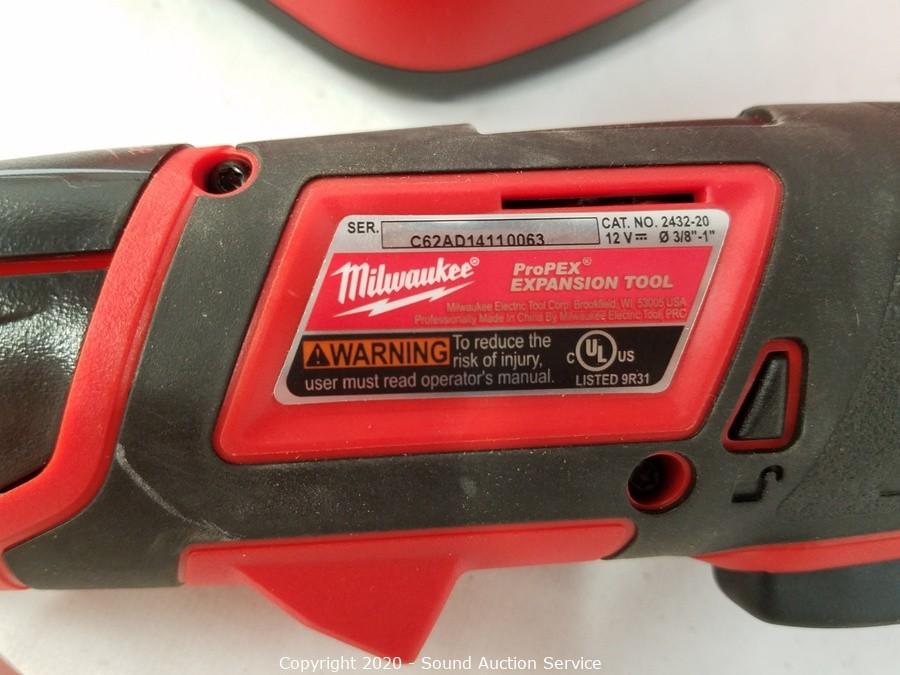 SER. C62AD14110063 CAT. NO. 2432-20
12 V⎓ Ø 3/8"-1"
Milwaukee® ProPEX®
EXPANSION TOOL
Milwaukee Electric Tool Corp. Brookfield, WI, 53005 USA
Professionally Made In China By Milwaukee Electric Tool, PRC
WARNING To reduce the
risk of injury,
user must read operator's manual.
C UL US
LISTED 9R31
Copyright 2020 - Sound Auction Service